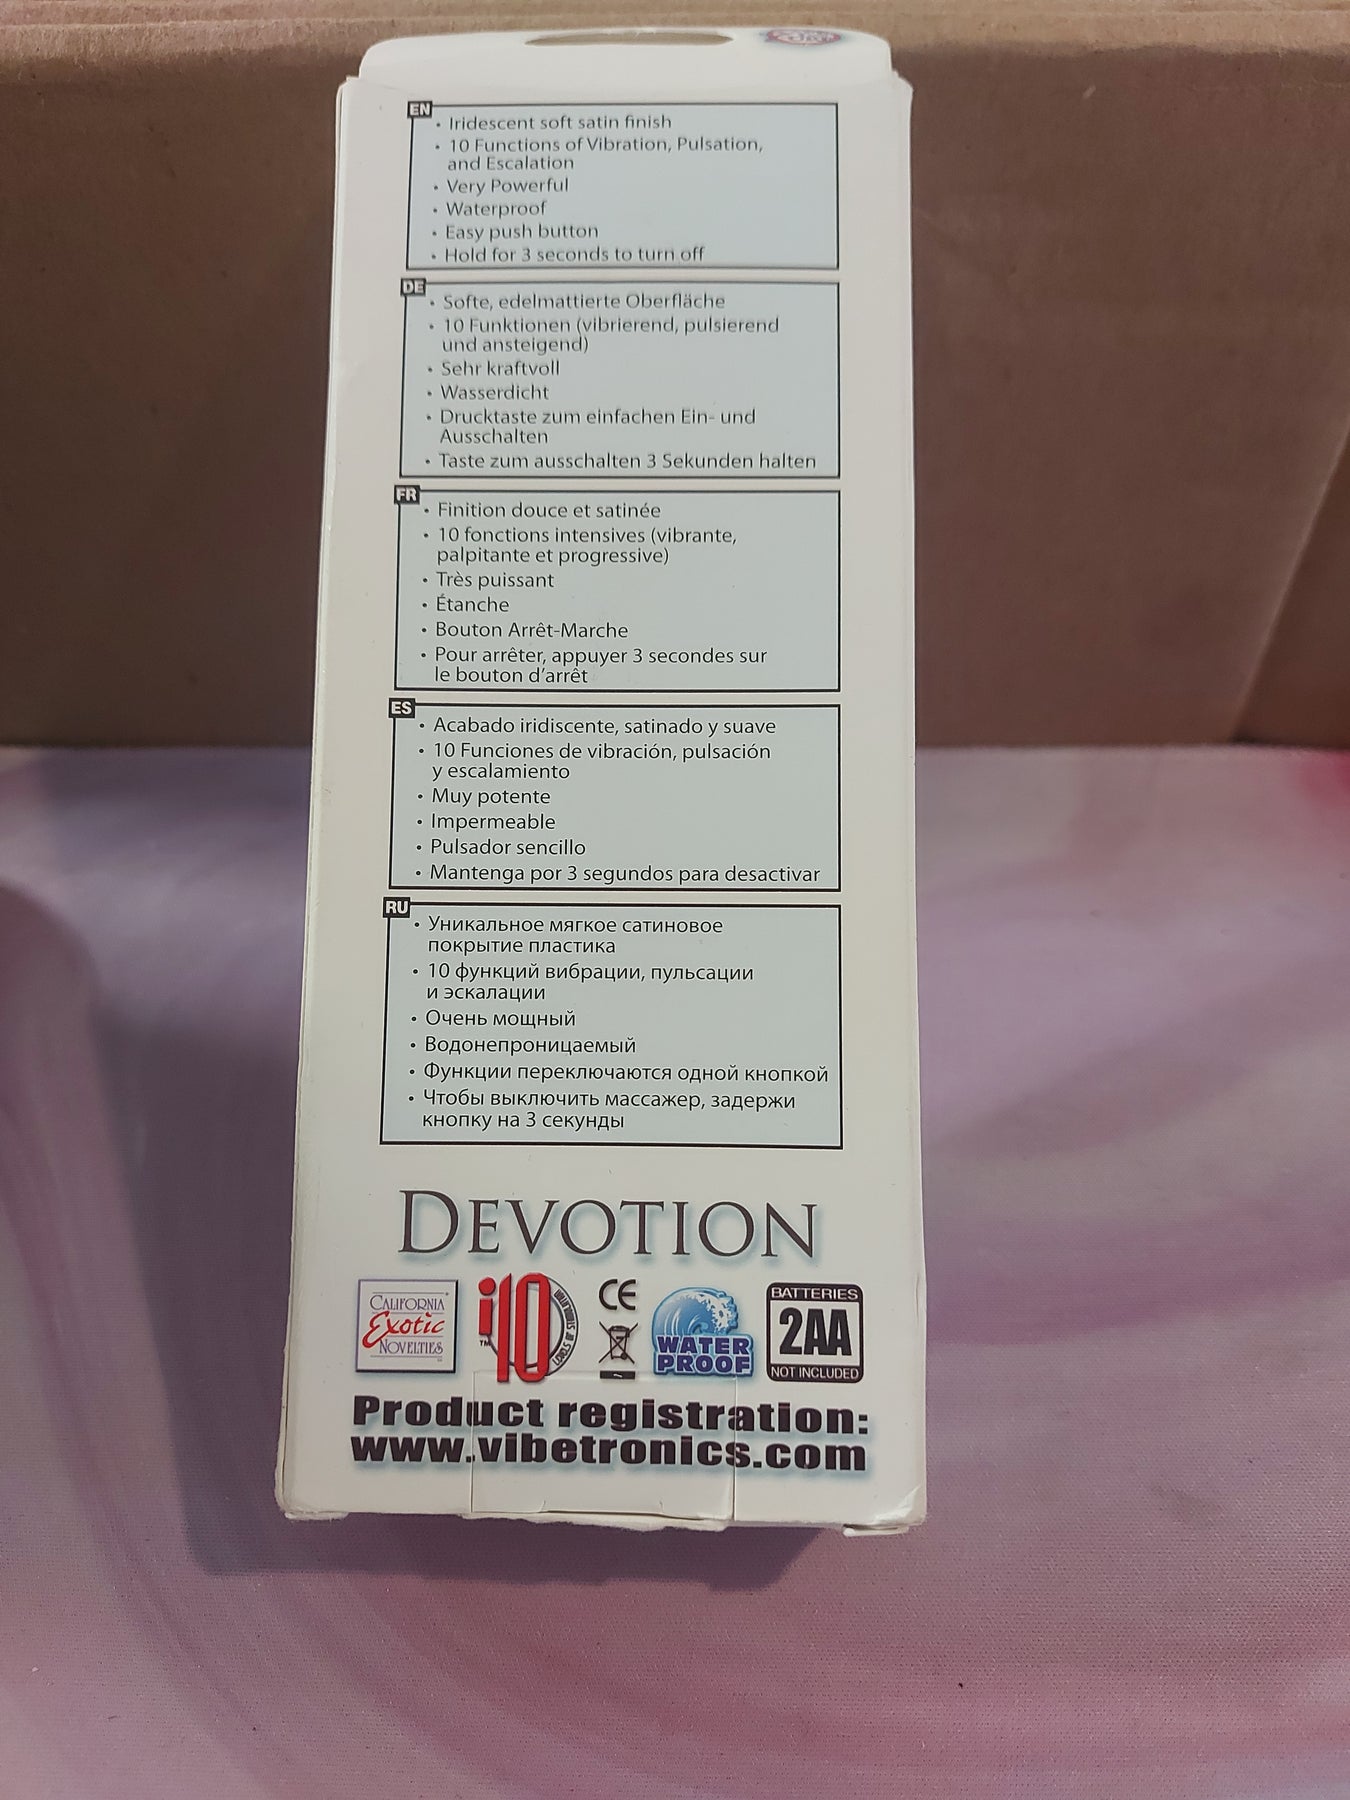 EN
• Iridescent soft satin finish
• 10 Functions of Vibration, Pulsation,
and Escalation
• Very Powerful
• Waterproof
• Easy push button
• Hold for 3 seconds to turn off
DE
• Softe, edelmattierte Oberfläche
• 10 Funktionen (vibrierend, pulsierend
und ansteigend)
• Sehr kraftvoll
• Wasserdicht
• Drucktaste zum einfachen Ein- und
Ausschalten
• Taste zum ausschalten 3 Sekunden halten
FR
• Finition douce et satinée
• 10 fonctions intensives (vibrante,
palpitante et progressive)
• Très puissant
• Étanche
• Bouton Arrêt-Marche
• Pour arrêter, appuyer 3 secondes sur
le bouton d'arrêt
ES
• Acabado iridiscente, satinado y suave
• 10 Funciones de vibración, pulsación
y escalamiento
• Muy potente
• Impermeable
• Pulsador sencillo
• Mantenga por 3 segundos para desactivar
RU
• Уникальное мягкое сатиновое
покрытие пластика
• 10 функций вибрации, пульсации
и эскалации
• Очень мощный
• Водонепроницаемый
• Функции переключаются одной кнопкой
• Чтобы выключить массажер, задержи
кнопку на 3 секунды
DEVOTION
CALIFORNIA
Exotic
NOVELTIES
i10
TM
CE
WATER
PROOF
BATTERIES
2AA
NOT INCLUDED
Product registration:
www.vibetronics.com